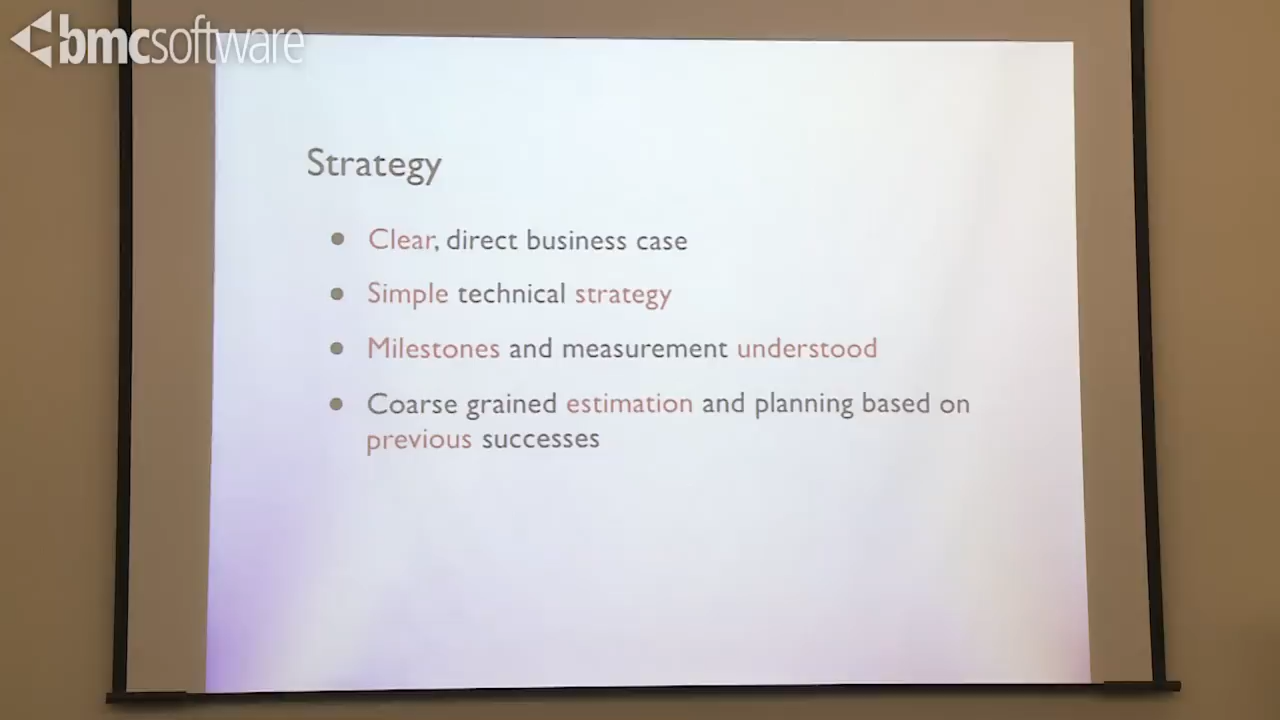 bmcsoftware
Strategy
Clear, direct business case
Simple technical strategy
Milestones and measurement understood
Coarse grained estimation and planning based on
previous successes